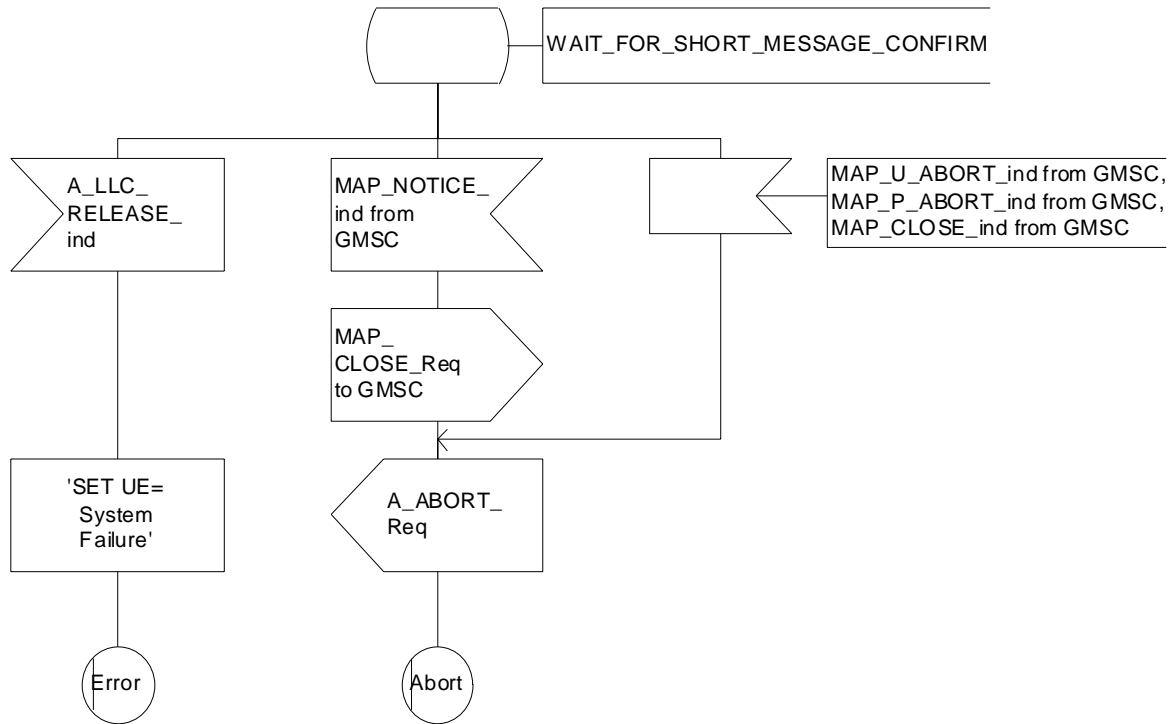 WAIT_FOR_SHORT_MESSAGE_CONFIRM
A_LLC_
RELEASE_
ind
MAP_NOTICE_
ind from
GMSC
MAP_U_ABORT_ind from GMSC,
MAP_P_ABORT_ind from GMSC,
MAP_CLOSE_ind from GMSC
MAP_
CLOSE_Req
to GMSC
'SET UE=
System
Failure'
A_ABORT_
Req
Error
Abort